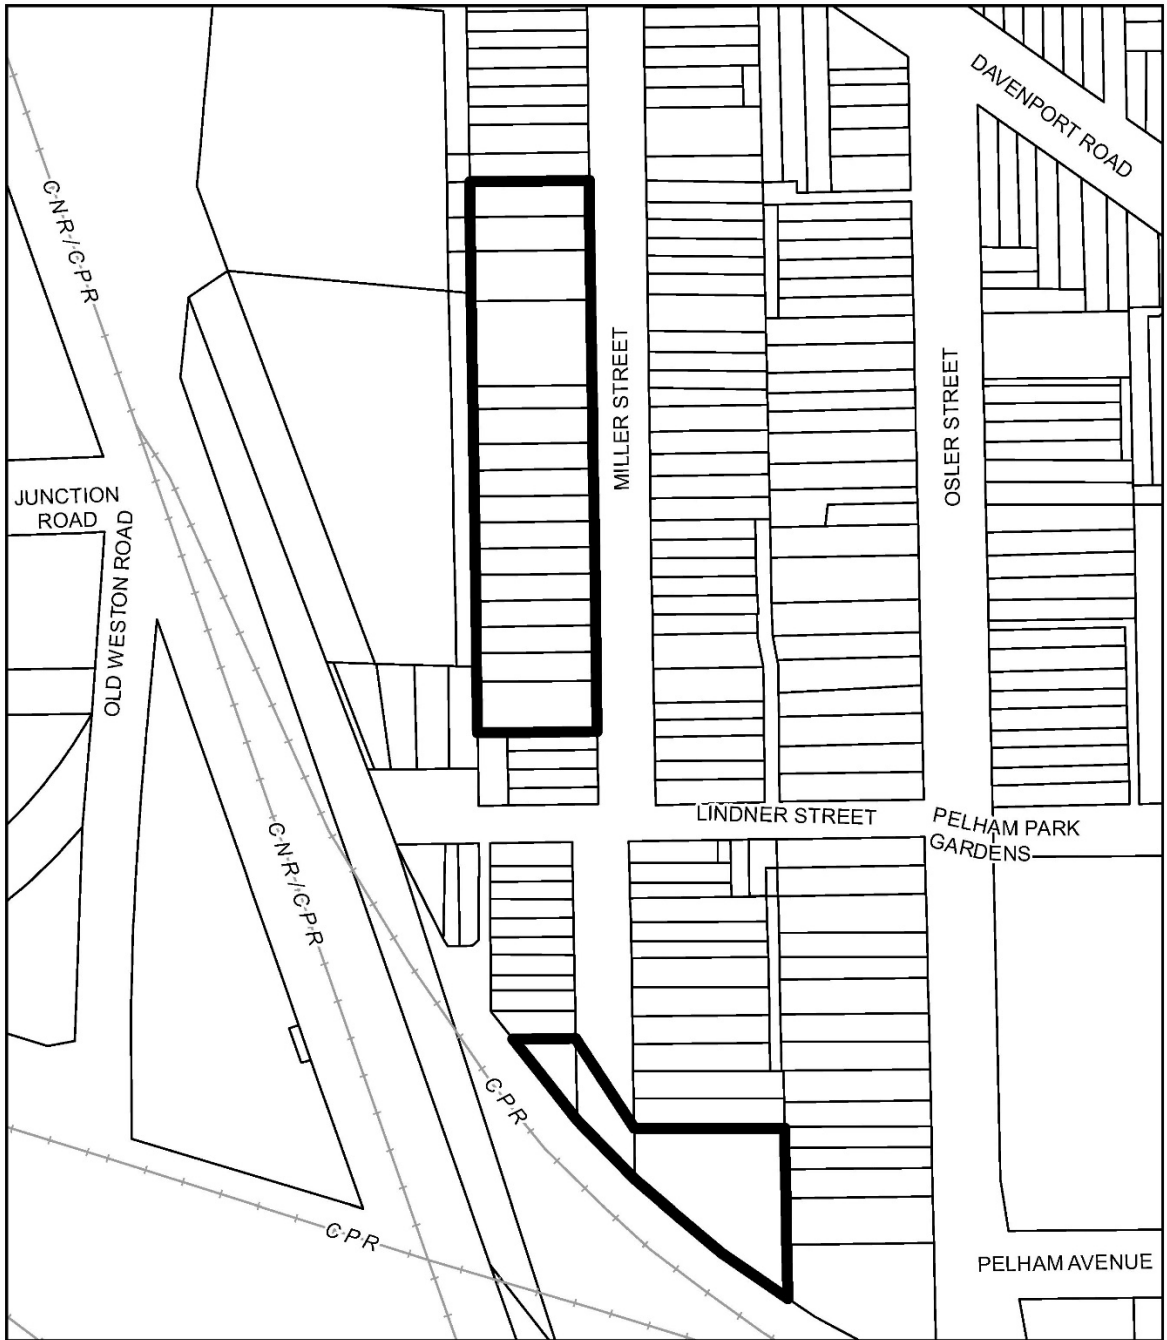 DAVENPORT ROAD
C-N-R-/C-P-R
MILLER STREET
OSLER STREET
JUNCTION
ROAD
OLD WESTON ROAD
LINDNER STREET
PELHAM PARK
GARDENS
C-N-R-/C-P-R
C-P-R
C-P-R
PELHAM AVENUE